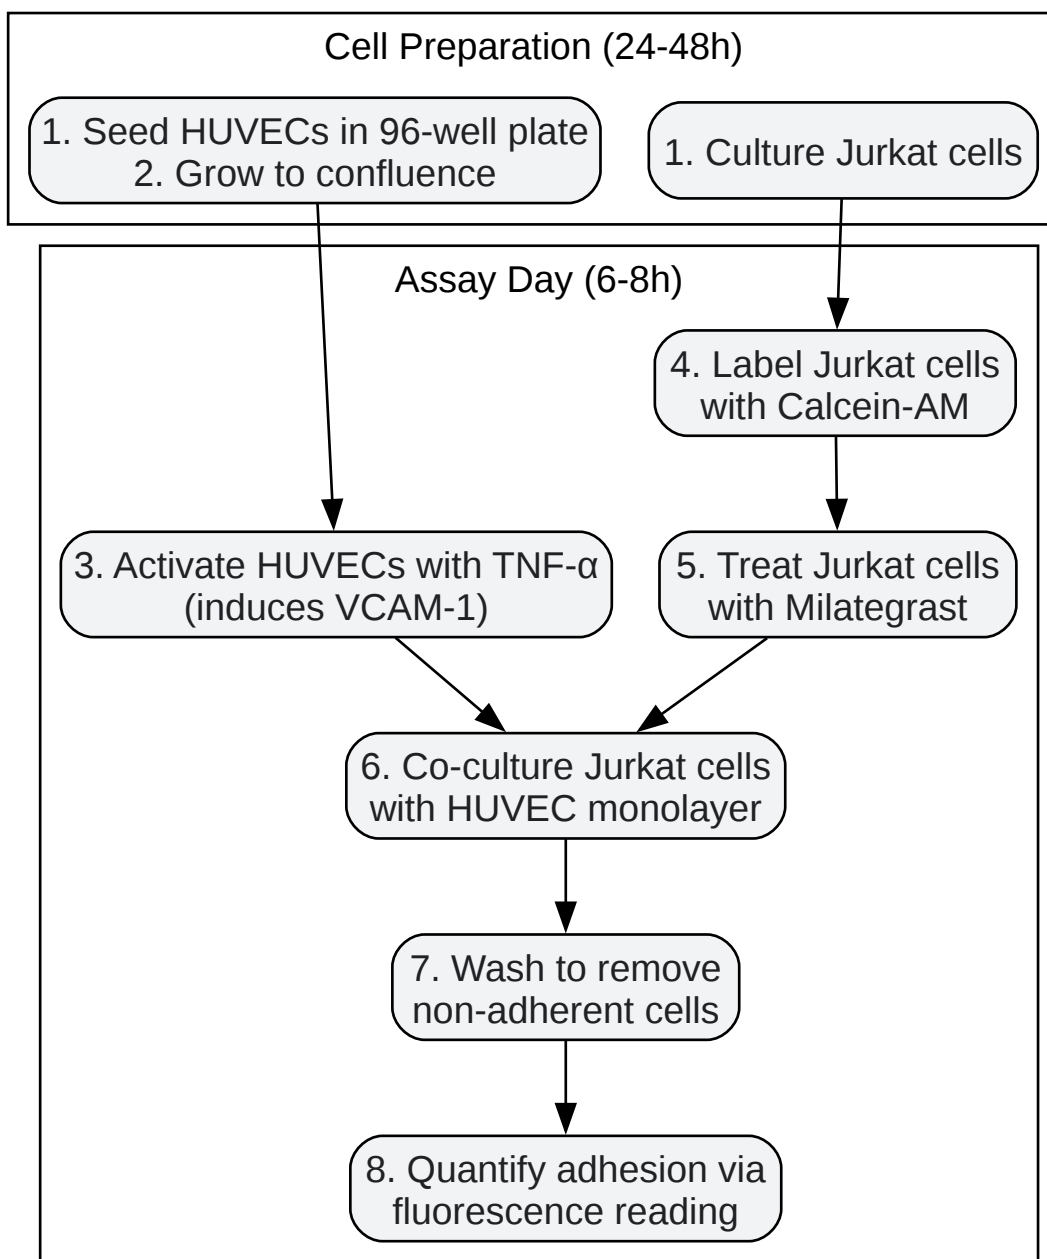 Cell Preparation (24-48h)
1. Seed HUVECs in 96-well plate
2. Grow to confluence
1. Culture Jurkat cells
Assay Day (6-8h)
4. Label Jurkat cells
with Calcein-AM
3. Activate HUVECs with TNF-α
(induces VCAM-1)
5. Treat Jurkat cells
with Milategrast
6. Co-culture Jurkat cells
with HUVEC monolayer
7. Wash to remove
non-adherent cells
8. Quantify adhesion via
fluorescence reading